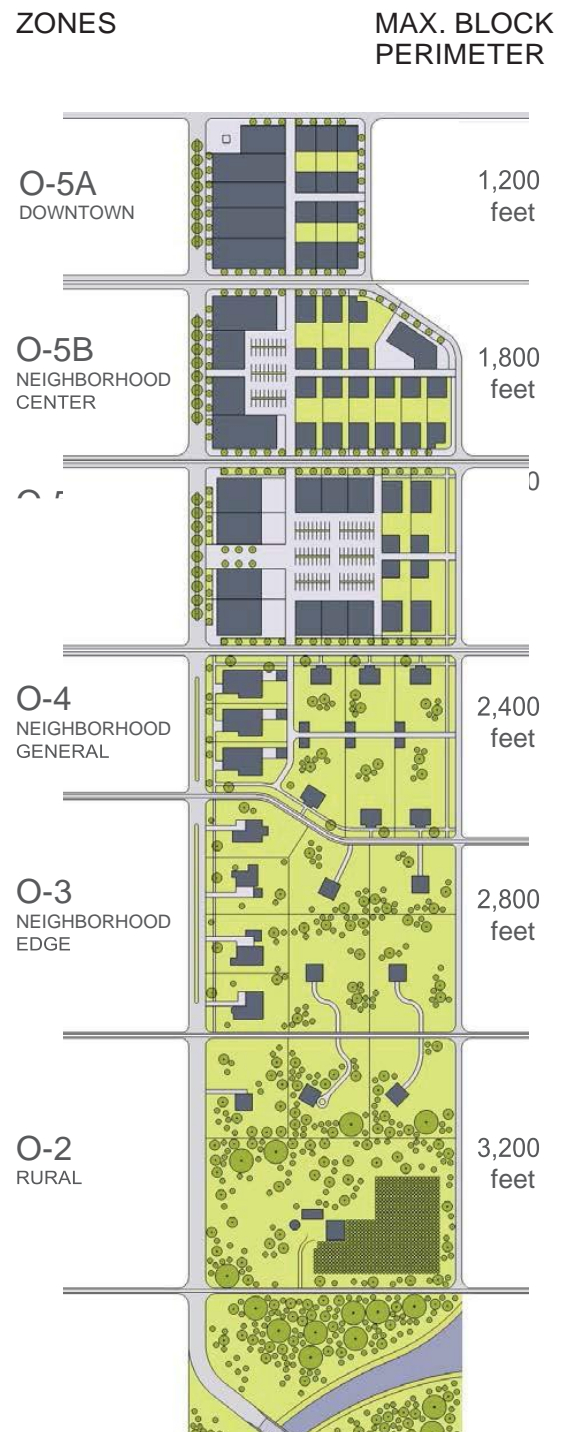 ZONES
MAX. BLOCK
PERIMETER
O-5A
DOWNTOWN
1,200
feet
O-5B
NEIGHBORHOOD
CENTER
1,800
feet
0
O-4
NEIGHBORHOOD
GENERAL
2,400
feet
O-3
NEIGHBORHOOD
EDGE
2,800
feet
O-2
RURAL
3,200
feet